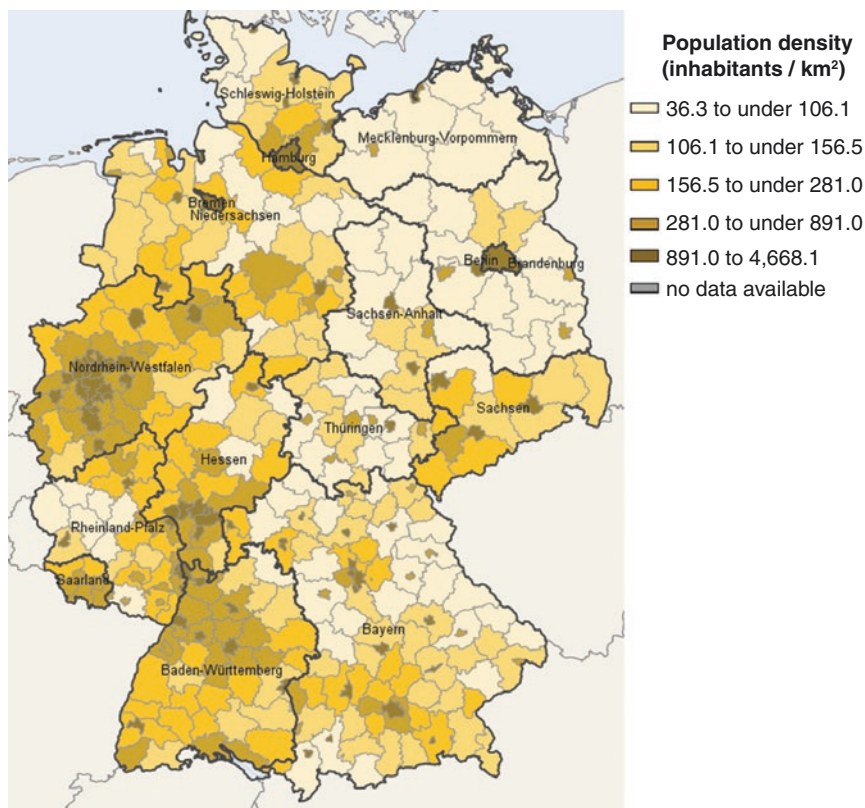 Population density
(inhabitants / km²)
36.3 to under 106.1
106.1 to under 156.5
156.5 to under 281.0
281.0 to under 891.0
891.0 to 4,668.1
no data available
Schleswig-Holstein
Mecklenburg-Vorpommern
Hamburg
Bremen
Niedersachsen
Berlin
Brandenburg
Sachsen-Anhalt
Nordrhein-Westfalen
Sachsen
Thüringen
Hessen
Rheinland-Pfalz
Saarland
Bayern
Baden-Württemberg